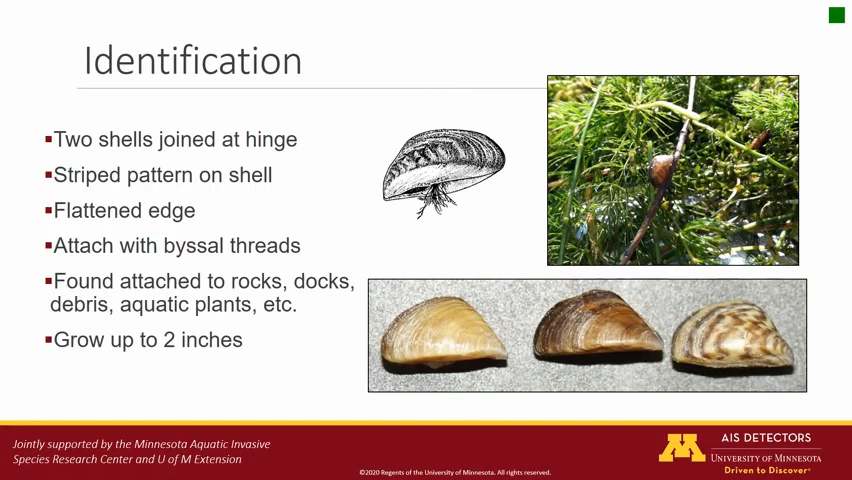 Identification
▪Two shells joined at hinge
▪Striped pattern on shell
▪Flattened edge
▪Attach with byssal threads
▪Found attached to rocks, docks,
debris, aquatic plants, etc.
▪Grow up to 2 inches
Jointly supported by the Minnesota Aquatic Invasive
Species Research Center and U of M Extension
©2020 Regents of the University of Minnesota. All rights reserved.
M
AIS DETECTORS
UNIVERSITY OF MINNESOTA
Driven to Discover®